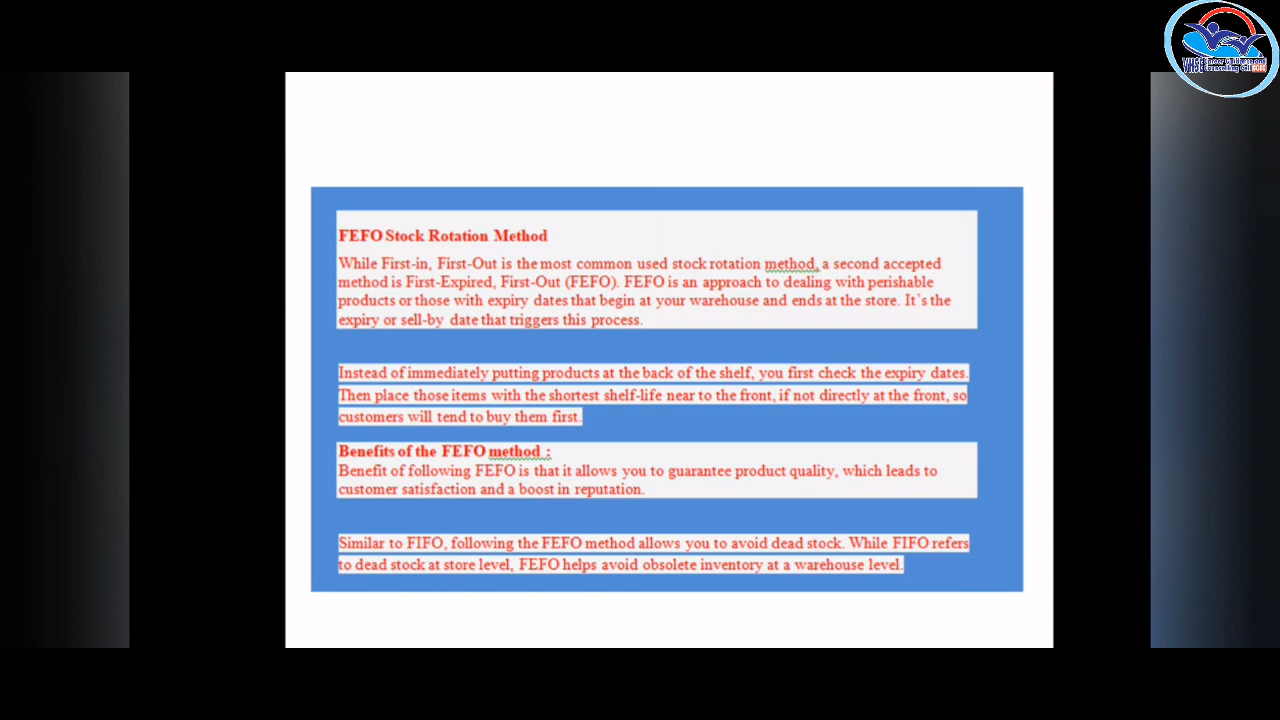 VHSE
FEFO Stock Rotation Method
While First-in, First-Out is the most common used stock rotation method, a second accepted
method is First-Expired, First-Out (FEFO). FEFO is an approach to dealing with perishable
products or those with expiry dates that begin at your warehouse and ends at the store. It's the
expiry or sell-by date that triggers this process.
Instead of immediately putting products at the back of the shelf, you first check the expiry dates.
Then place those items with the shortest shelf-life near to the front, if not directly at the front, so
customers will tend to buy them first.
Benefits of the FEFO method :
Benefit of following FEFO is that it allows you to guarantee product quality, which leads to
customer satisfaction and a boost in reputation.
Similar to FIFO, following the FEFO method allows you to avoid dead stock. While FIFO refers
to dead stock at store level, FEFO helps avoid obsolete inventory at a warehouse level.